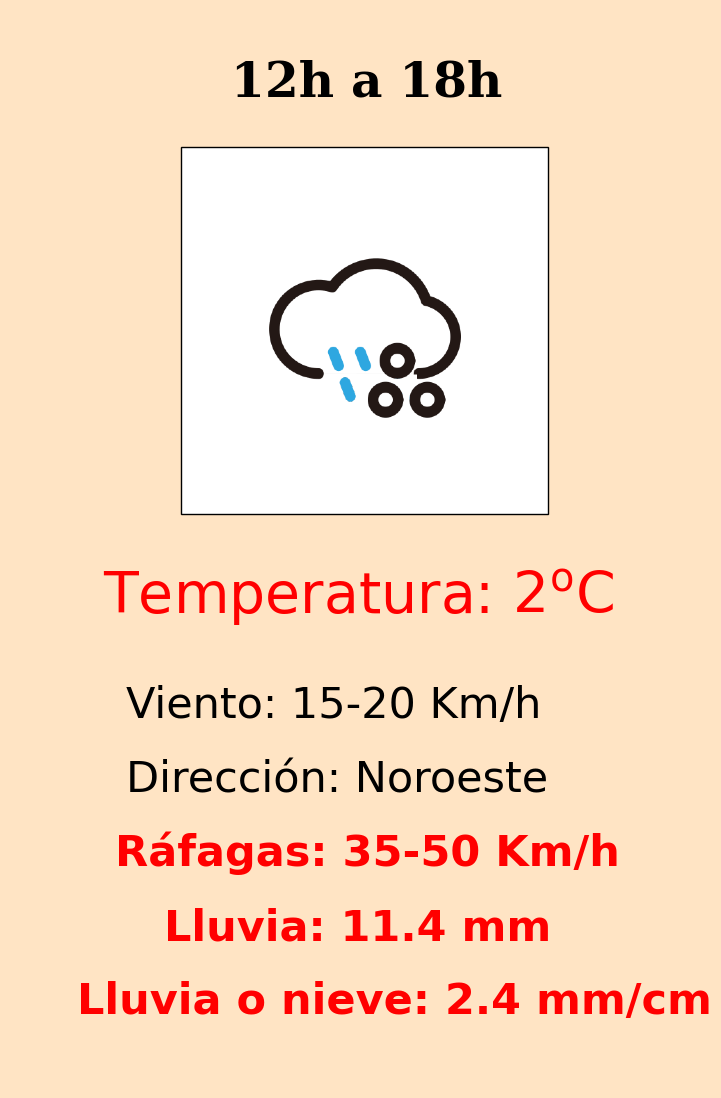 12h a 18h
Temperatura: 2ºC
Viento: 15-20 Km/h
Dirección: Noroeste
Ráfagas: 35-50 Km/h
Lluvia: 11.4 mm
Lluvia o nieve: 2.4 mm/cm